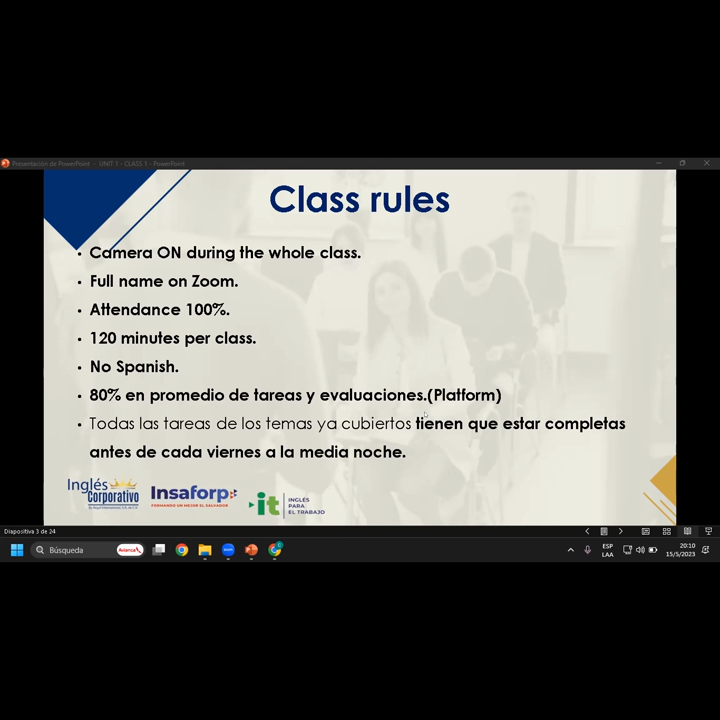 Presentación de PowerPoint - UNIT 1 - CLASS 1 - PowerPoint
Class rules
• Camera ON during the whole class.
• Full name on Zoom.
• Attendance 100%.
• 120 minutes per class.
• No Spanish.
• 80% en promedio de tareas y evaluaciones.(Platform)
• Todas las tareas de los temas ya cubiertos tienen que estar completas
antes de cada viernes a la media noche.
Inglés
Corporativo
Insaforp
FORMANDO UN MEJOR EL SALVADOR
it
INGLÉS
PARA
EL TRABAJO
Diapositiva 3 de 24
Búsqueda
ESP
LAA
20:10
15/5/2023